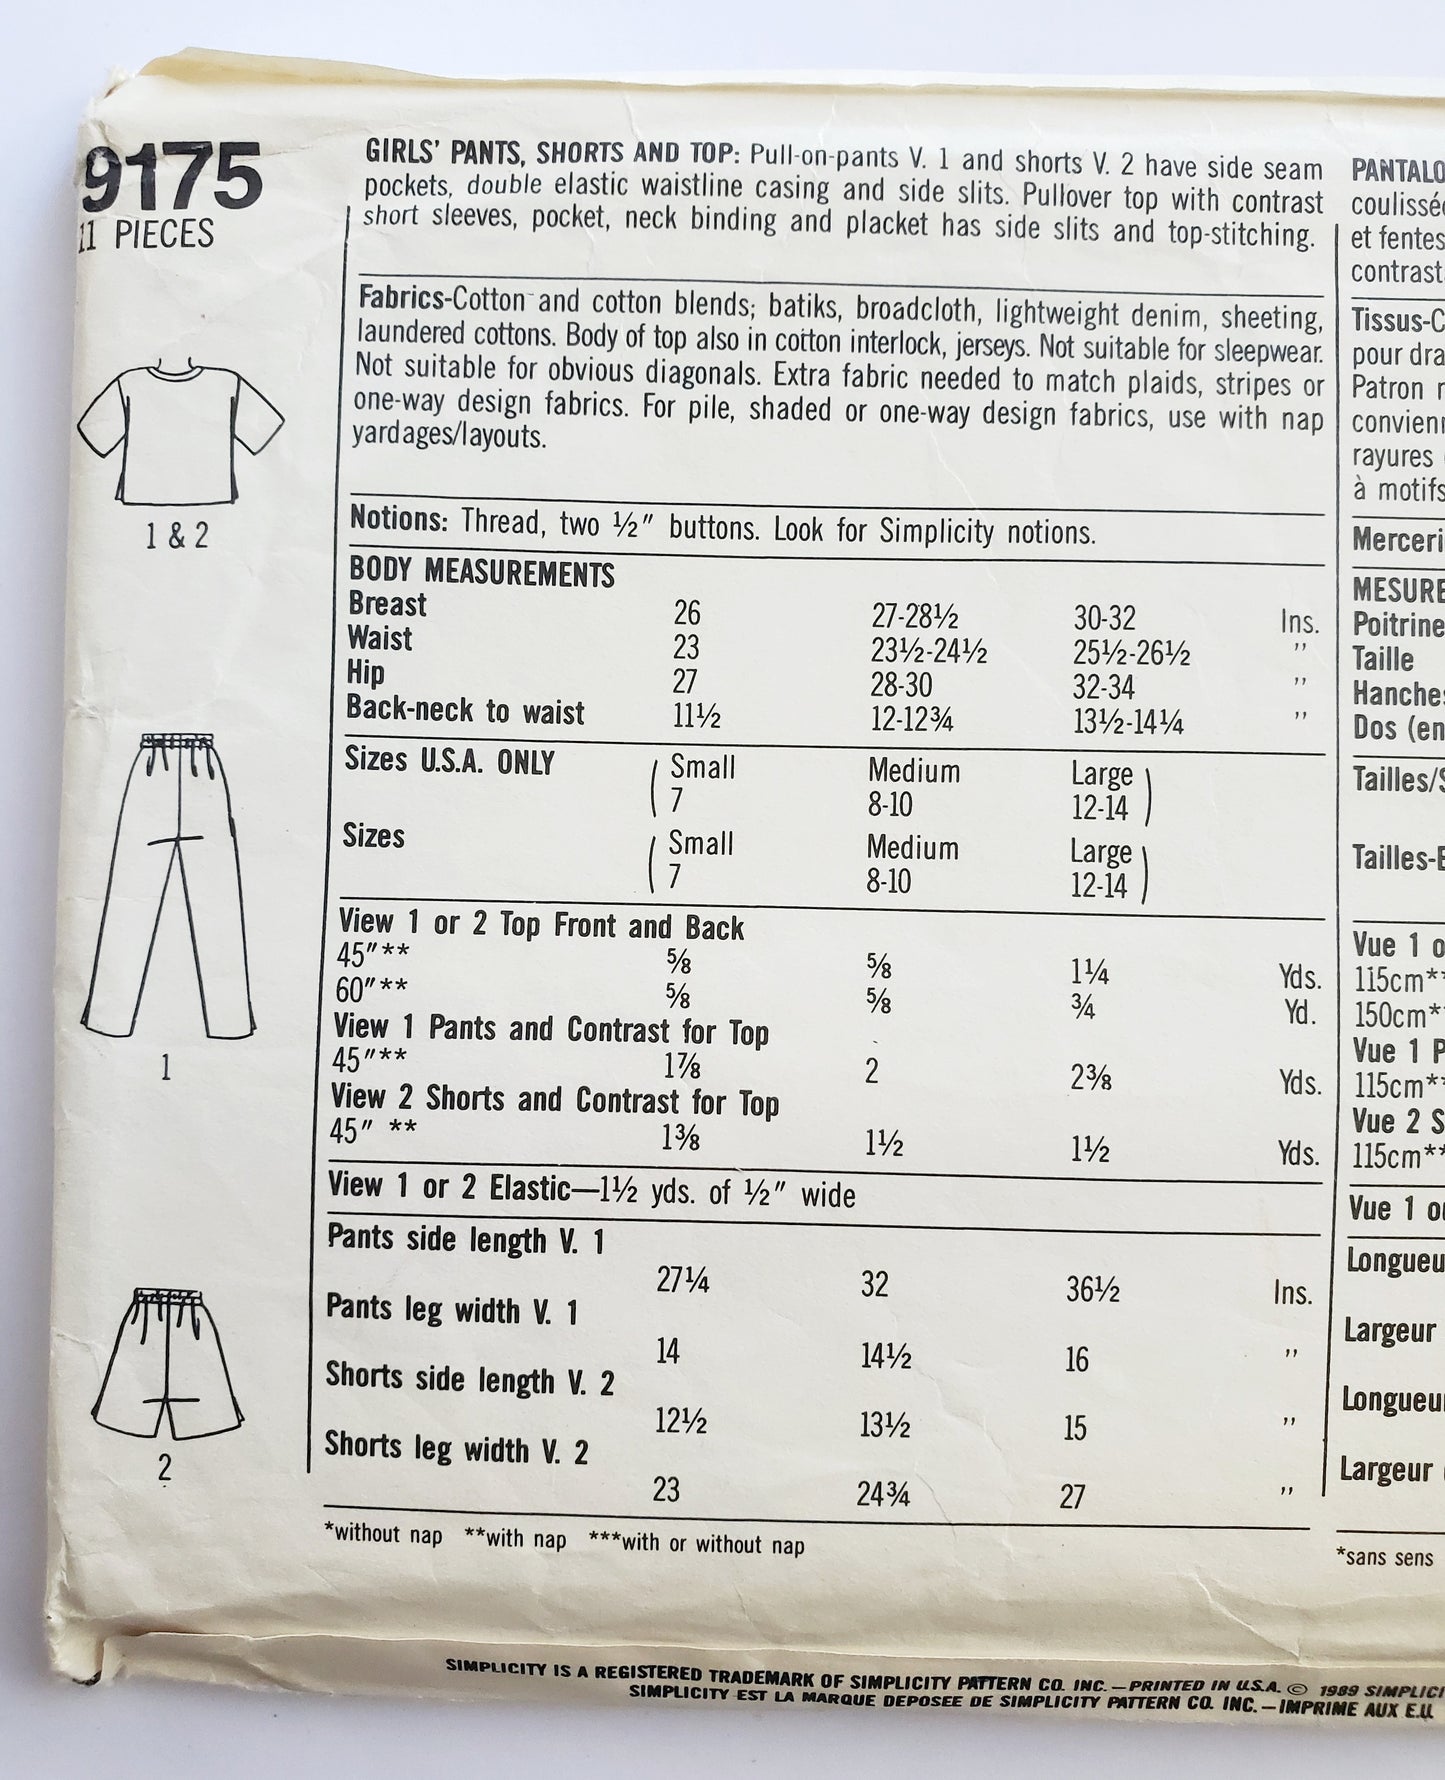 9175
11 PIECES
1 & 2
1
2
GIRLS' PANTS, SHORTS AND TOP: Pull-on-pants V. 1 and shorts V. 2 have side seam
pockets, double elastic waistline casing and side slits. Pullover top with contrast
short sleeves, pocket, neck binding and placket has side slits and top-stitching.
Fabrics-Cotton and cotton blends; batiks, broadcloth, lightweight denim, sheeting,
laundered cottons. Body of top also in cotton interlock, jerseys. Not suitable for sleepwear.
Not suitable for obvious diagonals. Extra fabric needed to match plaids, stripes or
one-way design fabrics. For pile, shaded or one-way design fabrics, use with nap
yardages/layouts.
Notions: Thread, two ½" buttons. Look for Simplicity notions.
BODY MEASUREMENTS
Breast 26 27-28½ 30-32 Ins.
Waist 23 23½-24½ 25½-26½ ''
Hip 27 28-30 32-34 ''
Back-neck to waist 11½ 12-12¾ 13½-14¼ ''
Sizes U.S.A. ONLY ( Small Medium Large )
7 8-10 12-14
Sizes ( Small Medium Large )
7 8-10 12-14
View 1 or 2 Top Front and Back
45"** ⅝ ⅝ 1¼ Yds.
60"** ⅝ ⅝ ¾ Yd.
View 1 Pants and Contrast for Top
45"** 1⅞ 2 2⅜ Yds.
View 2 Shorts and Contrast for Top
45" ** 1⅜ 1½ 1½ Yds.
View 1 or 2 Elastic—1½ yds. of ½" wide
Pants side length V. 1
27¼ 32 36½ Ins.
Pants leg width V. 1
14 14½ 16 ''
Shorts side length V. 2
12½ 13½ 15 ''
Shorts leg width V. 2
23 24¾ 27 ''
*without nap **with nap ***with or without nap
PANTALO
coulissée
et fentes
contrast
Tissus-C
pour dra
Patron n
convienn
rayures
à motifs
Merceri
MESURE
Poitrine
Taille
Hanches
Dos (en
Tailles/S
Tailles-E
Vue 1 o
115cm**
150cm*
Vue 1 P
115cm**
Vue 2 S
115cm**
Vue 1 ou
Longueu
Largeur
Longueur
Largeur
*sans sens
SIMPLICITY IS A REGISTERED TRADEMARK OF SIMPLICITY PATTERN CO. INC.—PRINTED IN U.S.A. © 1989 SIMPLICI
SIMPLICITY EST LA MARQUE DEPOSEE DE SIMPLICITY PATTERN CO. INC.—IMPRIME AUX E.U.